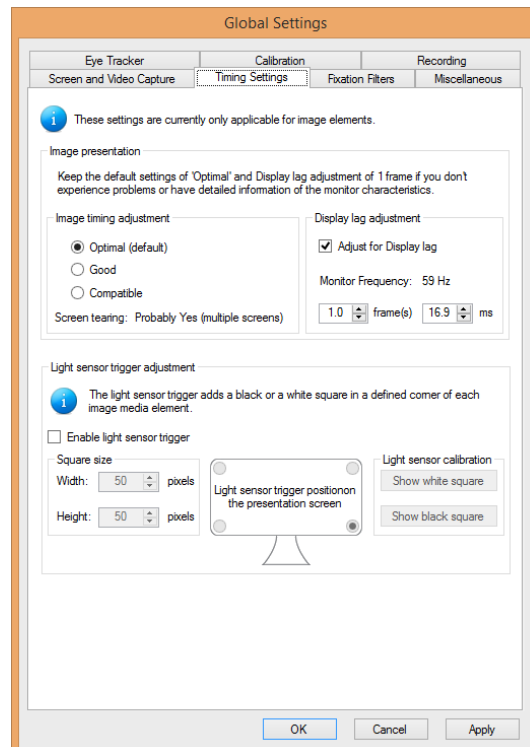 Global Settings
Eye Tracker
Calibration
Recording
Screen and Video Capture
Timing Settings
Fixation Filters
Miscellaneous
These settings are currently only applicable for image elements.
Image presentation
Keep the default settings of 'Optimal' and Display lag adjustment of 1 frame if you don't
experience problems or have detailed information of the monitor characteristics.
Image timing adjustment
Optimal (default)
Good
Compatible
Screen tearing: Probably Yes (multiple screens)
Display lag adjustment
Adjust for Display lag
Monitor Frequency: 59 Hz
1.0 frame(s) 16.9 ms
Light sensor trigger adjustment
The light sensor trigger adds a black or a white square in a defined corner of each
image media element.
Enable light sensor trigger
Square size
Width: 50 pixels
Height: 50 pixels
Light sensor trigger positionon
the presentation screen
Light sensor calibration
Show white square
Show black square
OK
Cancel
Apply